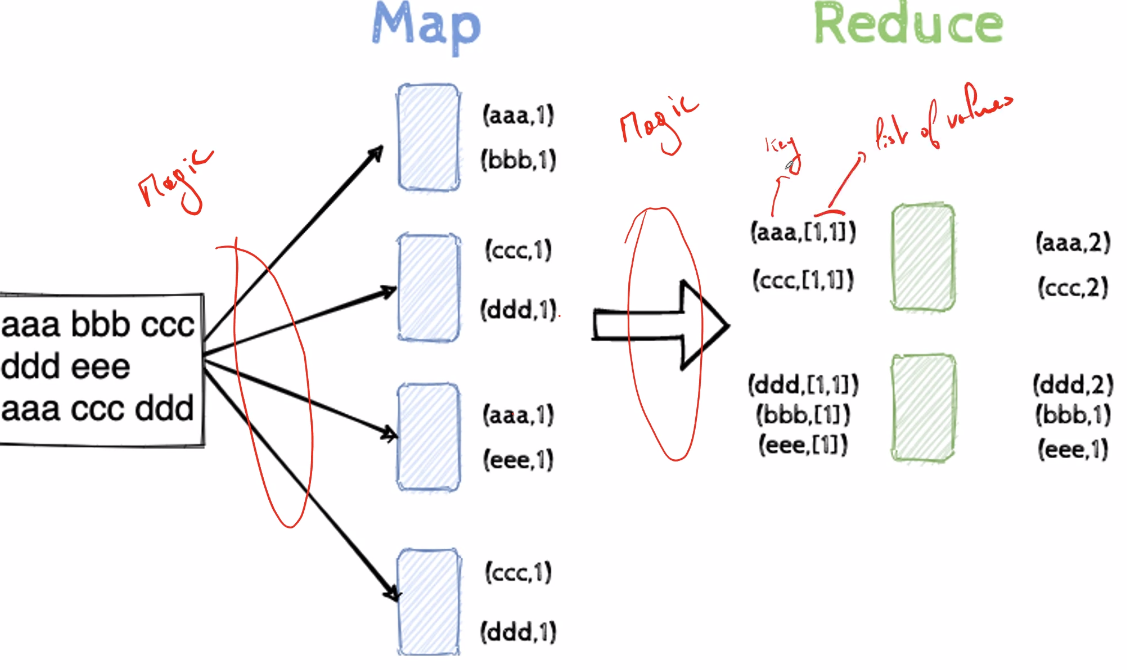 Map
Reduce
Magic
aaa bbb ccc
ddd eee
aaa ccc ddd
(aaa,1)
(bbb,1)
(ccc,1)
(ddd,1)
(aaa,1)
(eee,1)
(ccc,1)
(ddd,1)
Magic
key
list of values
(aaa,[1,1])
(ccc,[1,1])
(ddd,[1,1])
(bbb,[1])
(eee,[1])
(aaa,2)
(ccc,2)
(ddd,2)
(bbb,1)
(eee,1)